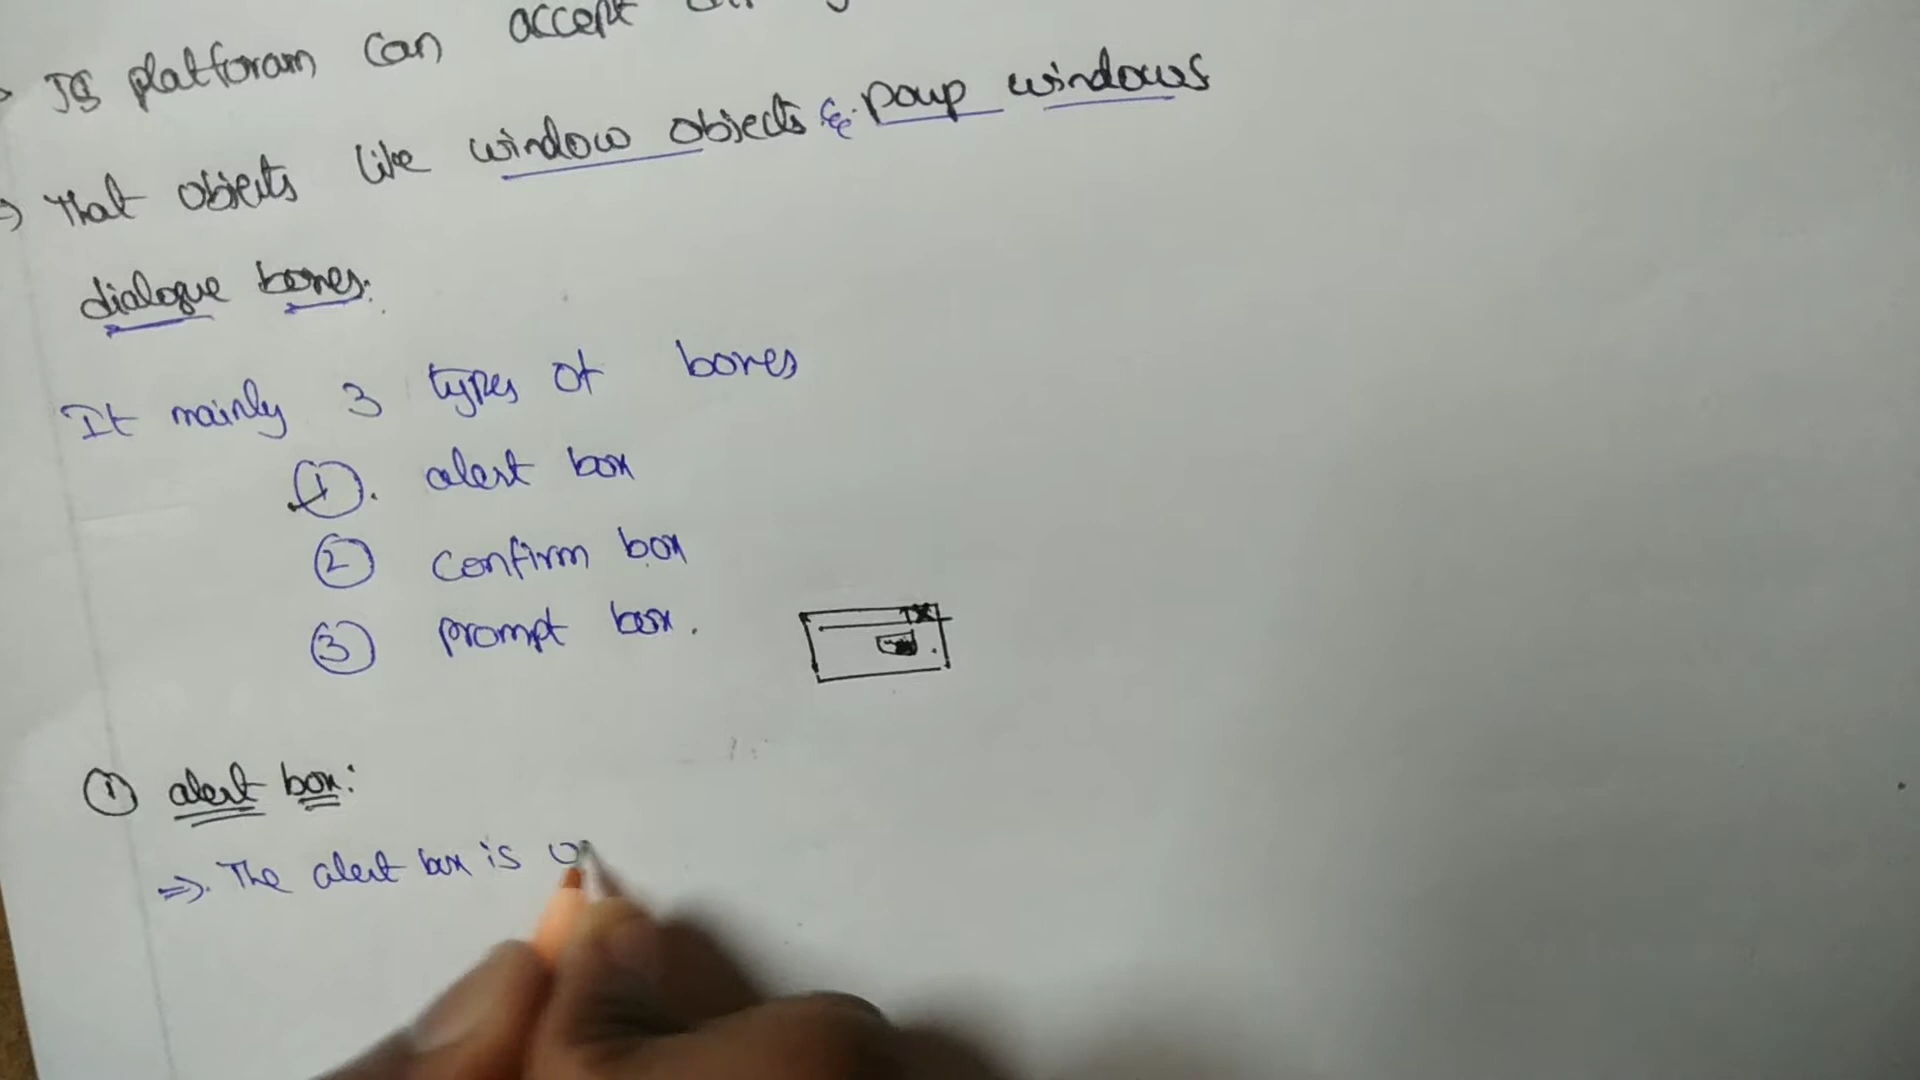 JS platforam can accept
=> That objects like window objects & poup windows
dialogue boxes.
It mainly 3 types of boxes
①. alert box
② confirm box
③ prompt box.
① alert box:
=>. The alert box is